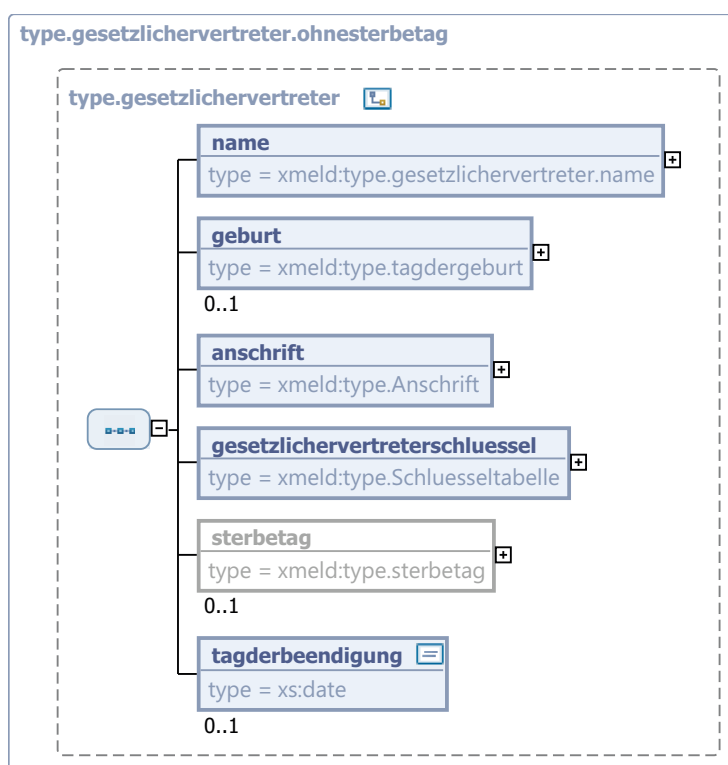 type.gesetzlichervertreter.ohnesterbetag
type.gesetzlichervertreter
name
type = xmeld:type.gesetzlichervertreter.name
geburt
type = xmeld:type.tagdergeburt
0..1
anschrift
type = xmeld:type.Anschrift
gesetzlichervertreterschluessel
type = xmeld:type.Schluesseltabelle
sterbetag
type = xmeld:type.sterbetag
0..1
tagderbeendigung
type = xs:date
0..1